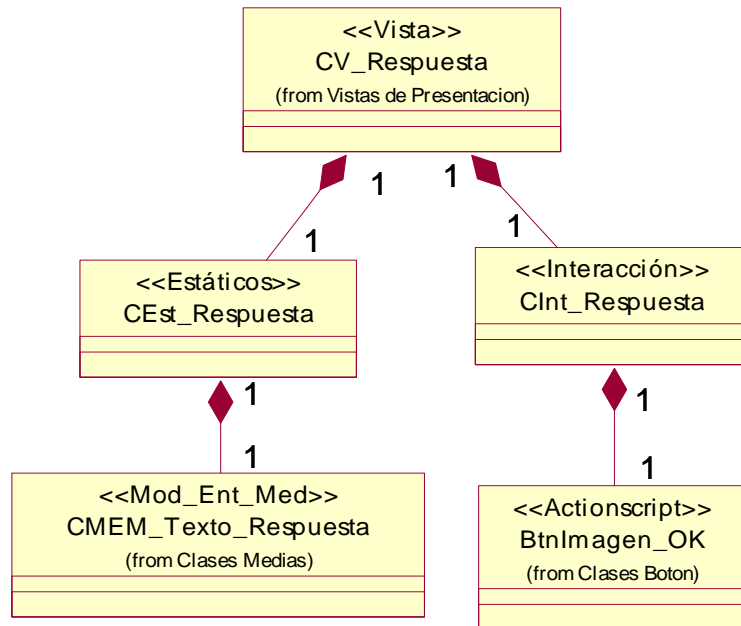 <<Vista>>
CV_Respuesta
(from Vistas de Presentacion)
1
1
1
1
<<Estáticos>>
CEst_Respuesta
<<Interacción>>
CInt_Respuesta
1
1
1
1
<<Mod_Ent_Med>>
CMEM_Texto_Respuesta
(from Clases Medias)
<<Actionscript>>
BtnImagen_OK
(from Clases Boton)